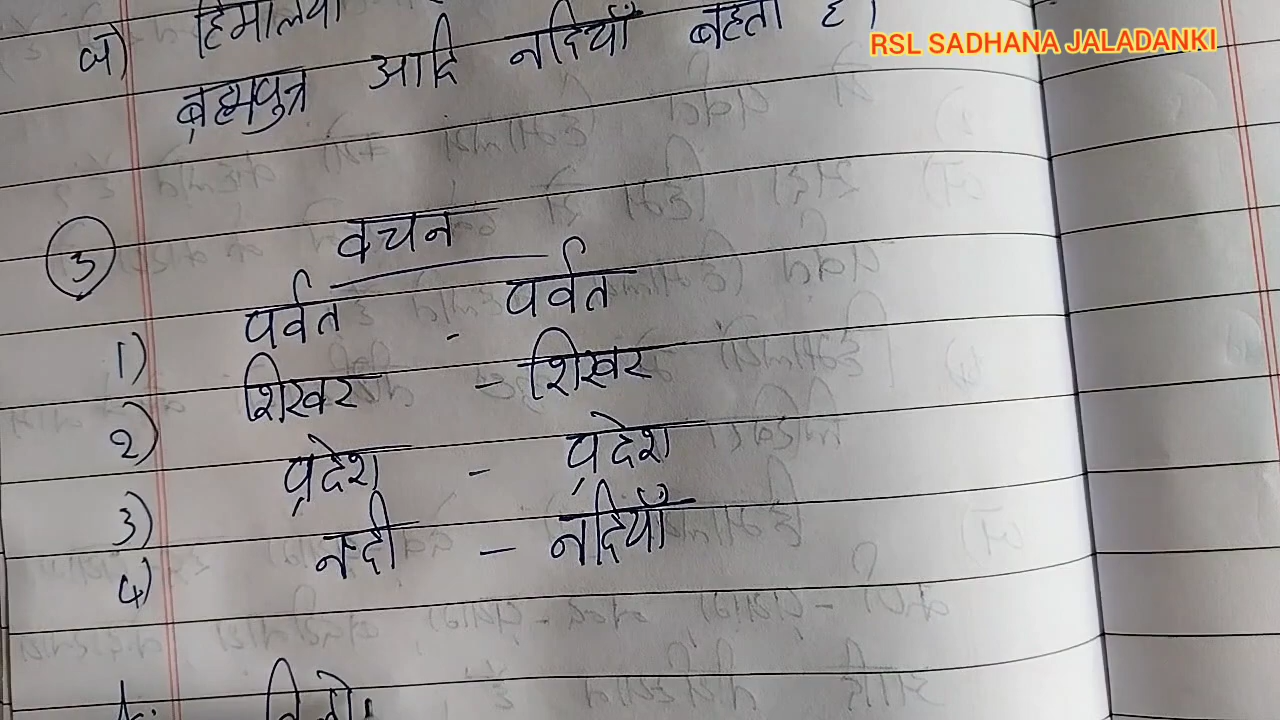 ज) हिमालय
RSL SADHANA JALADANKI
ब्रह्मपुत्र आदि नदियाँ बहती है।
3 वचन
1) पर्वत - पर्वत
2) शिखर - शिखर
3) प्रदेश - प्रदेश
4) नदी - नदियाँ